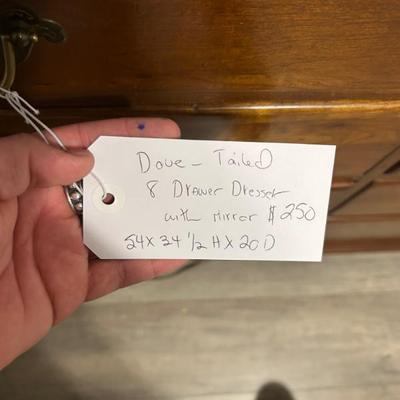 Dove - Tailed
8 Drawer Dresser
with Mirror $250
54 x 34 1/2 H x 20 D